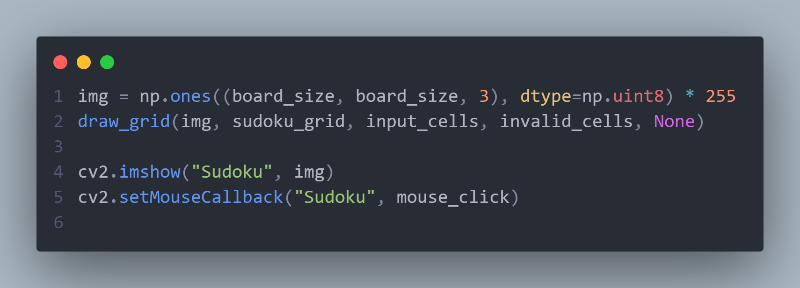 1 img = np.ones((board_size, board_size, 3), dtype=np.uint8) * 255
2 draw_grid(img, sudoku_grid, input_cells, invalid_cells, None)
3
4 cv2.imshow("Sudoku", img)
5 cv2.setMouseCallback("Sudoku", mouse_click)
6